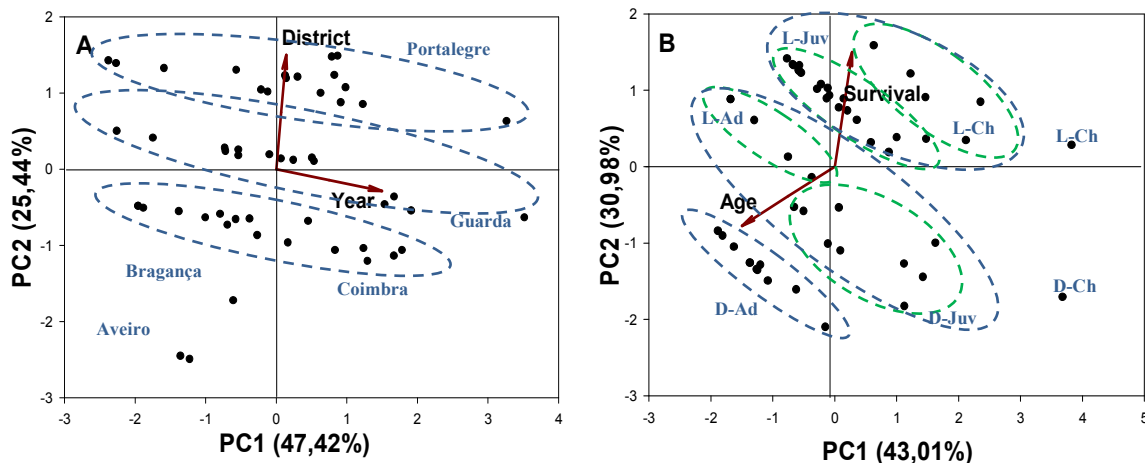 A
District
Portalegre
Year
Guarda
Bragança
Coimbra
Aveiro
PC2 (25,44%)
2
1
0
-1
-2
-3
-3
-2
-1
0
1
2
3
4
PC1 (47,42%)
B
L-Juv
Survival
L-Ad
L-Ch
L-Ch
Age
D-Ad
D-Juv
D-Ch
PC2 (30,98%)
2
1
0
-1
-2
-3
-3
-2
-1
0
1
2
3
4
5
PC1 (43,01%)